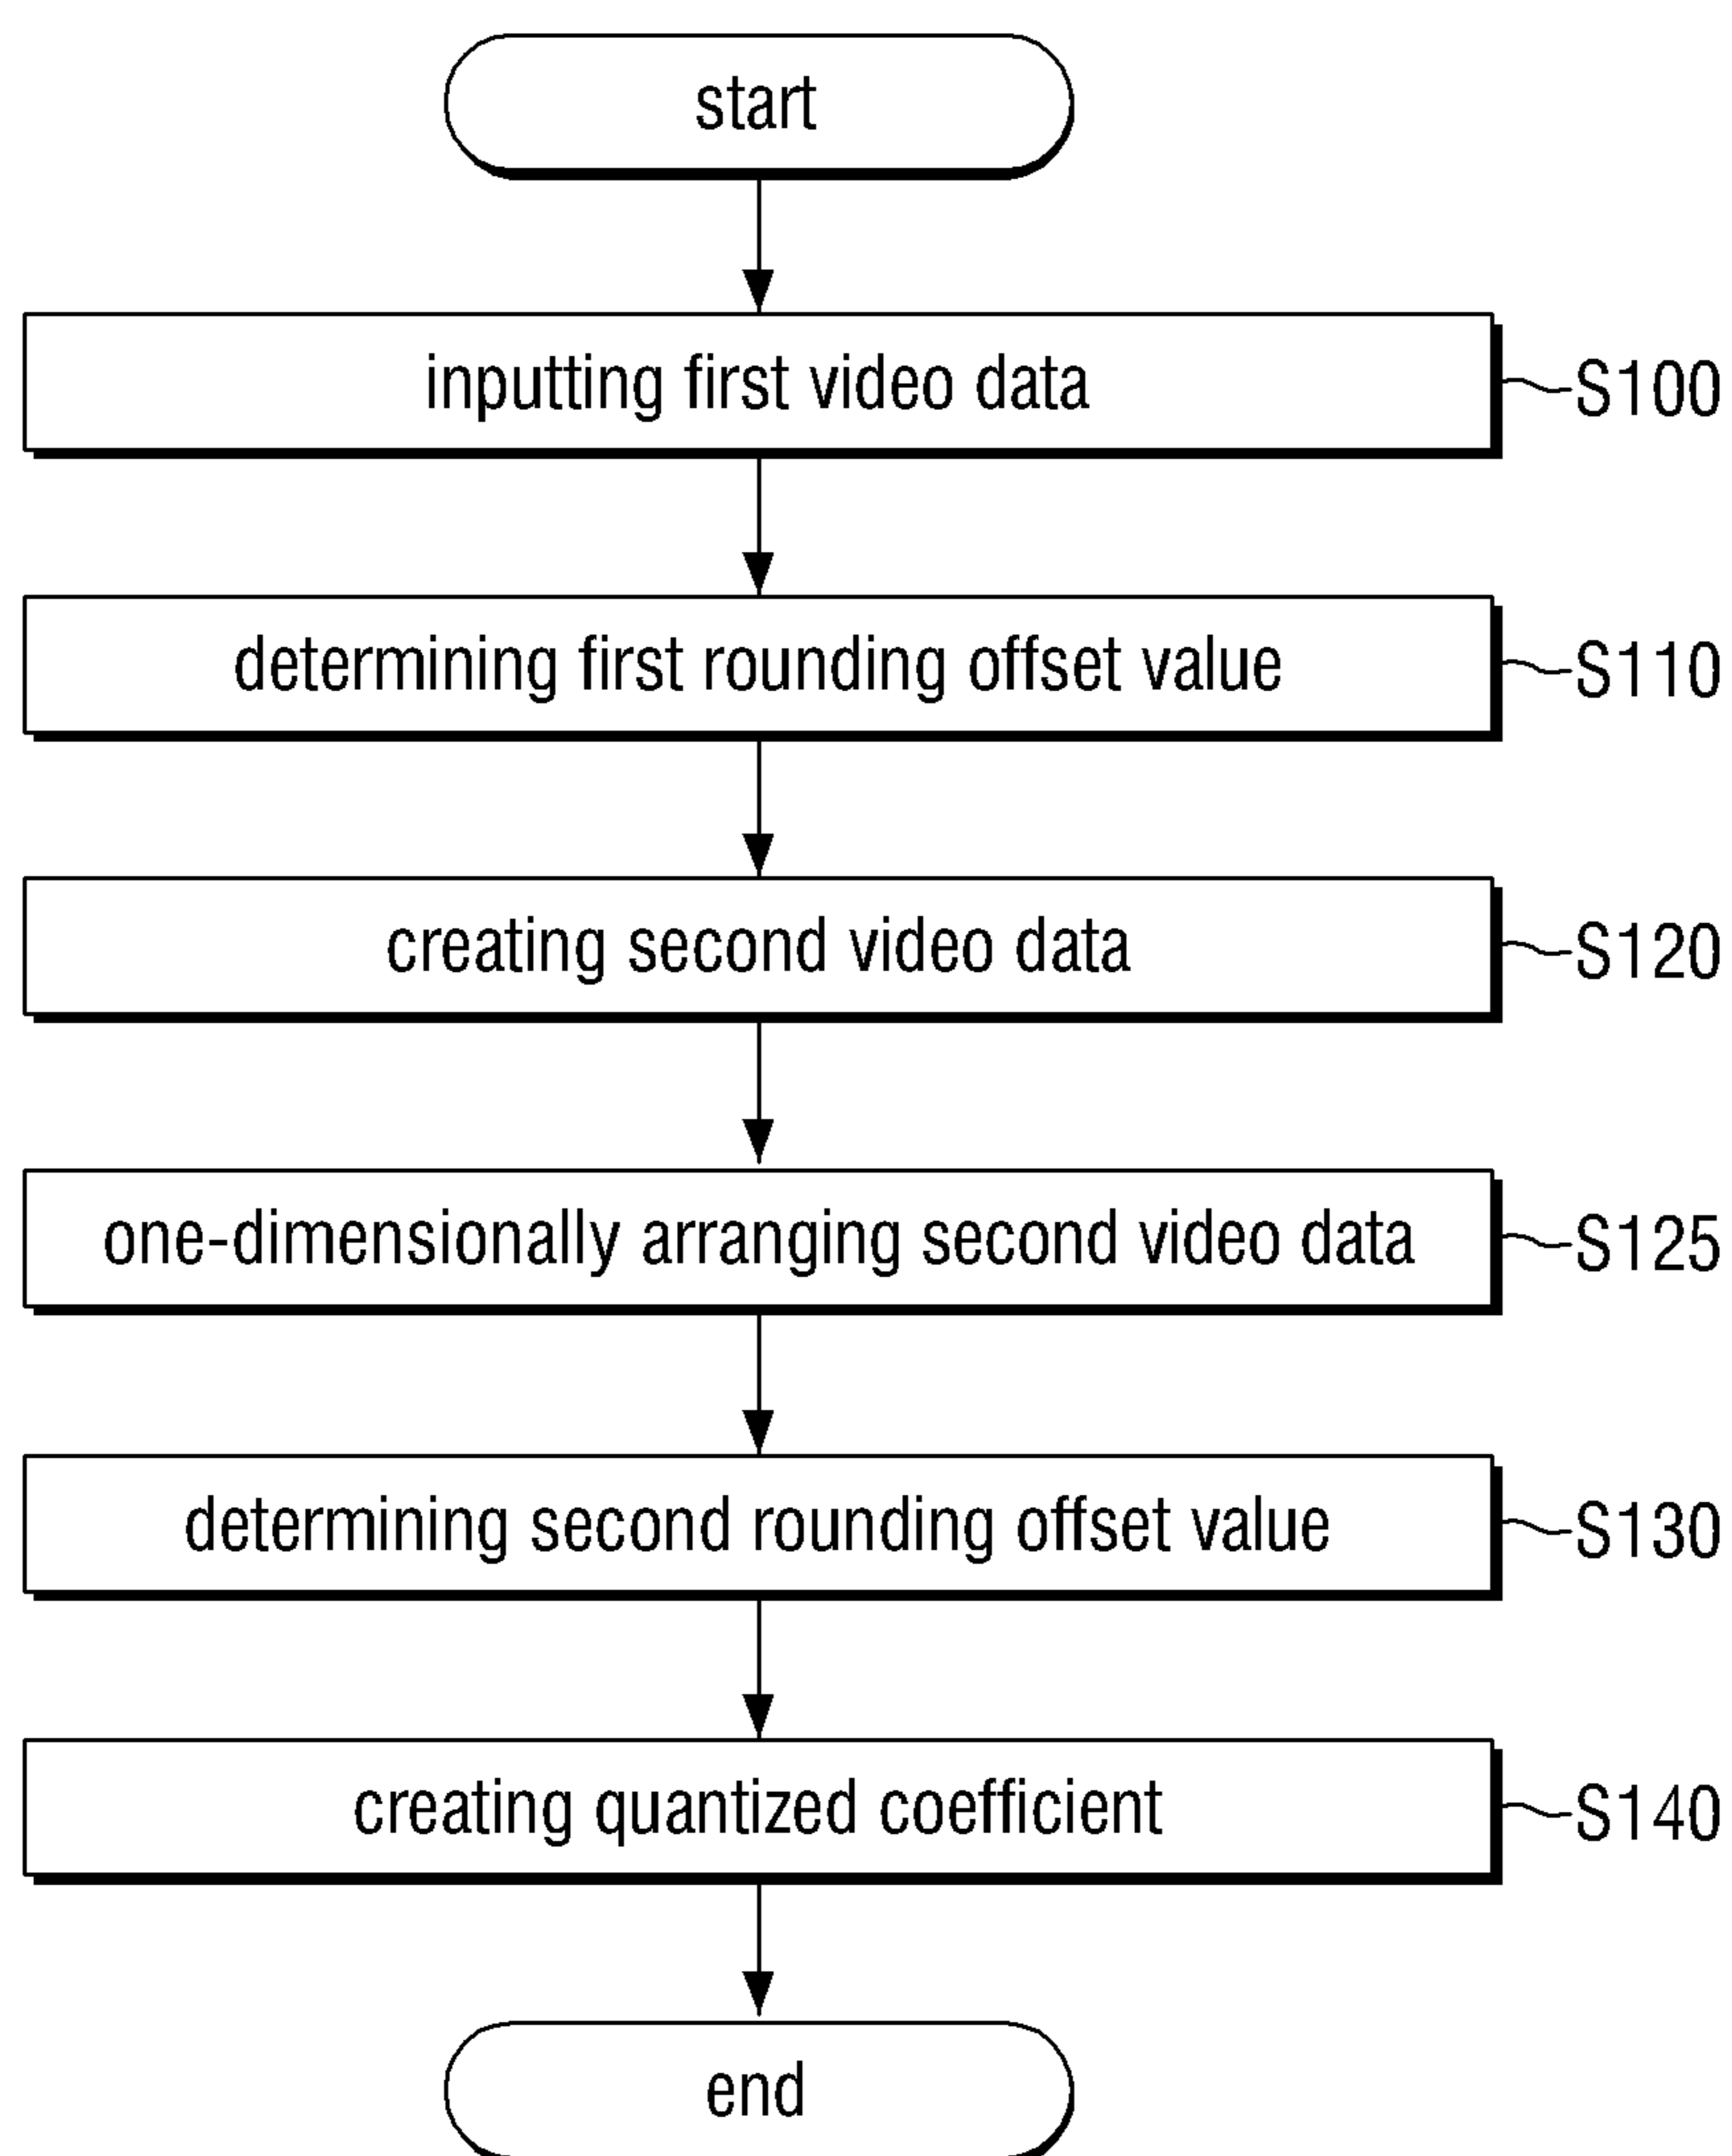 start
inputting first video data
S100
determining first rounding offset value
S110
creating second video data
S120
one-dimensionally arranging second video data
S125
determining second rounding offset value
S130
creating quantized coefficient
S140
end